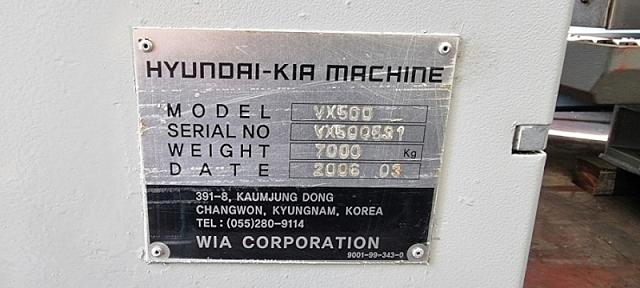 HYUNDAI-KIA MACHINE
MODEL VX500
SERIAL NO
WEIGHT 7000 Kg
DATE 2006 03
391-8, KAUMJUNG DONG
CHANGWON, KYUNGNAM, KOREA
TEL : (055)280-9114
WIA CORPORATION
9001-99-343-0